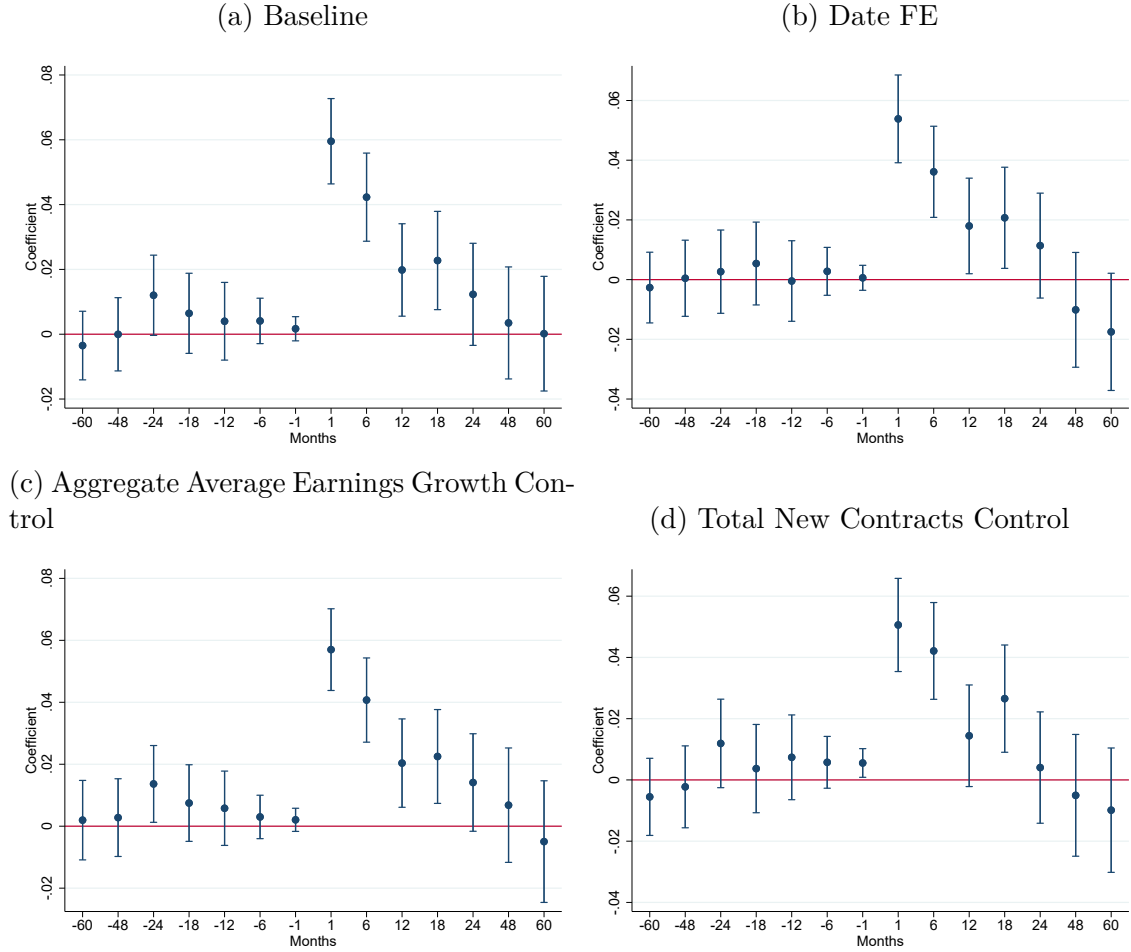 (a) Baseline
(b) Date FE
.08
.06
.04
.02
0
-.02
Coefficient
-60 -48 -24 -18 -12 -6 -1 1 6 12 18 24 48 60
Months
.06
.04
.02
0
-.02
-.04
Coefficient
-60 -48 -24 -18 -12 -6 -1 1 6 12 18 24 48 60
Months
(c) Aggregate Average Earnings Growth Con-
trol
(d) Total New Contracts Control
.08
.06
.04
.02
0
-.02
Coefficient
-60 -48 -24 -18 -12 -6 -1 1 6 12 18 24 48 60
Months
.06
.04
.02
0
-.02
-.04
Coefficient
-60 -48 -24 -18 -12 -6 -1 1 6 12 18 24 48 60
Months